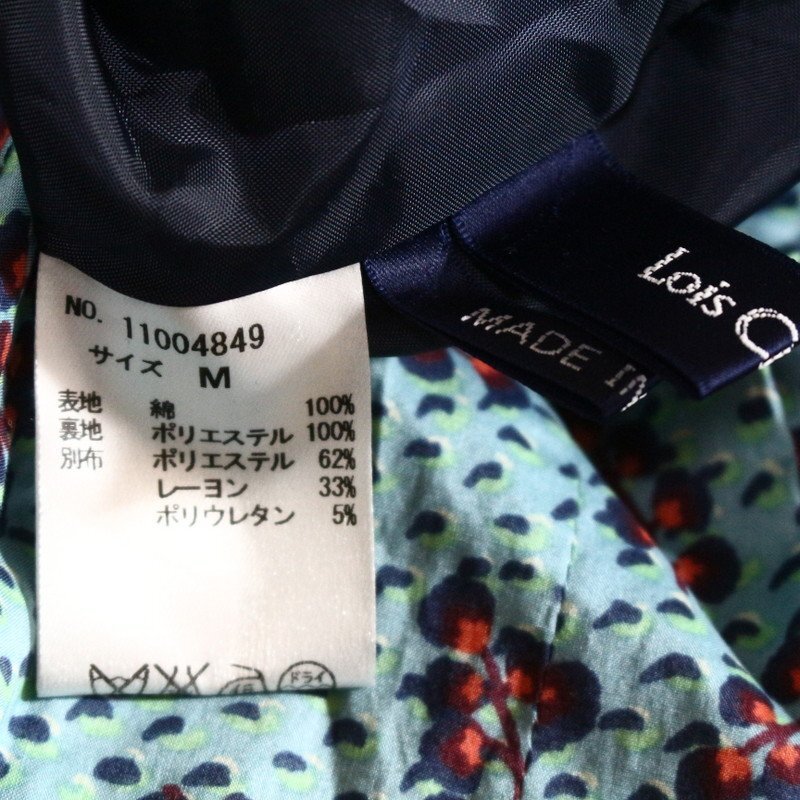 NO. 11004849
サイズ M
表地 綿 100%
裏地 ポリエステル 100%
別布 ポリエステル 62%
レーヨン 33%
ポリウレタン 5%
ドライ
Lois C
MADE IN